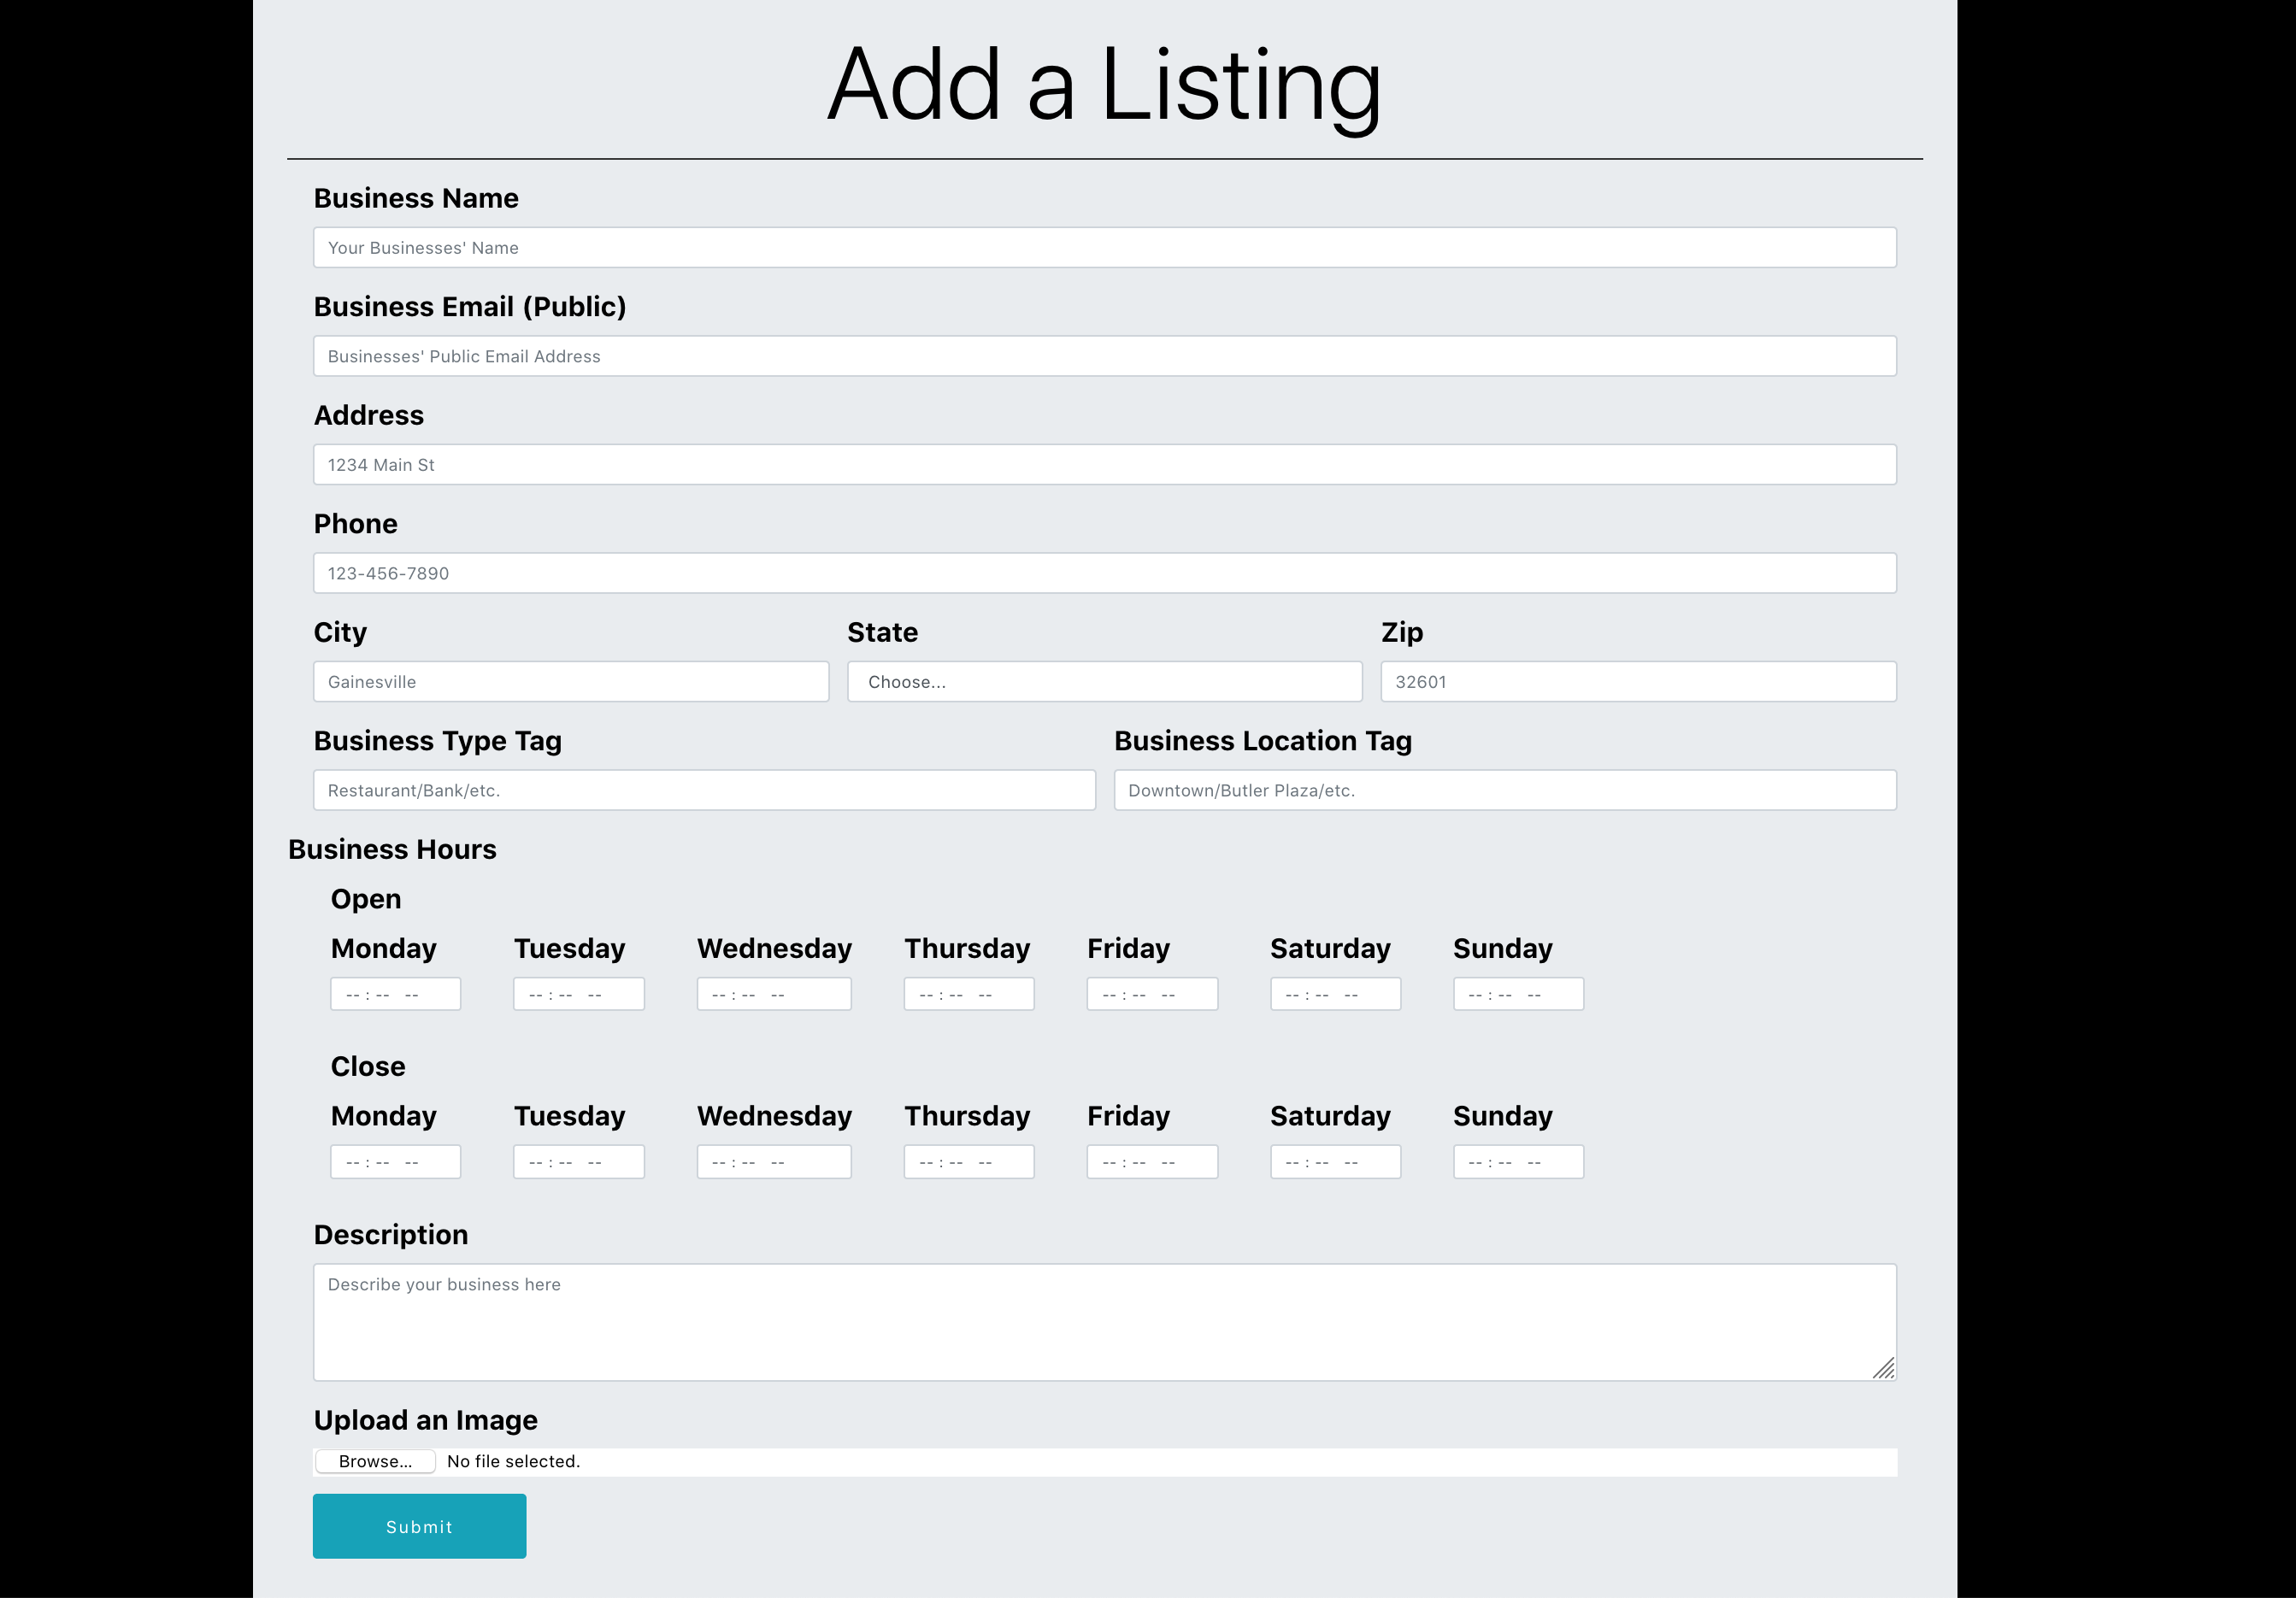 Add a Listing
Business Name
Your Businesses' Name
Business Email (Public)
Businesses' Public Email Address
Address
1234 Main St
Phone
123-456-7890
City State Zip
Gainesville Choose... 32601
Business Type Tag Business Location Tag
Restaurant/Bank/etc. Downtown/Butler Plaza/etc.
Business Hours
Open
Monday Tuesday Wednesday Thursday Friday Saturday Sunday
-- : -- -- -- : -- -- -- : -- -- -- : -- -- -- : -- -- -- : -- -- -- : -- --
Close
Monday Tuesday Wednesday Thursday Friday Saturday Sunday
-- : -- -- -- : -- -- -- : -- -- -- : -- -- -- : -- -- -- : -- -- -- : -- --
Description
Describe your business here
Upload an Image
Browse... No file selected.
Submit